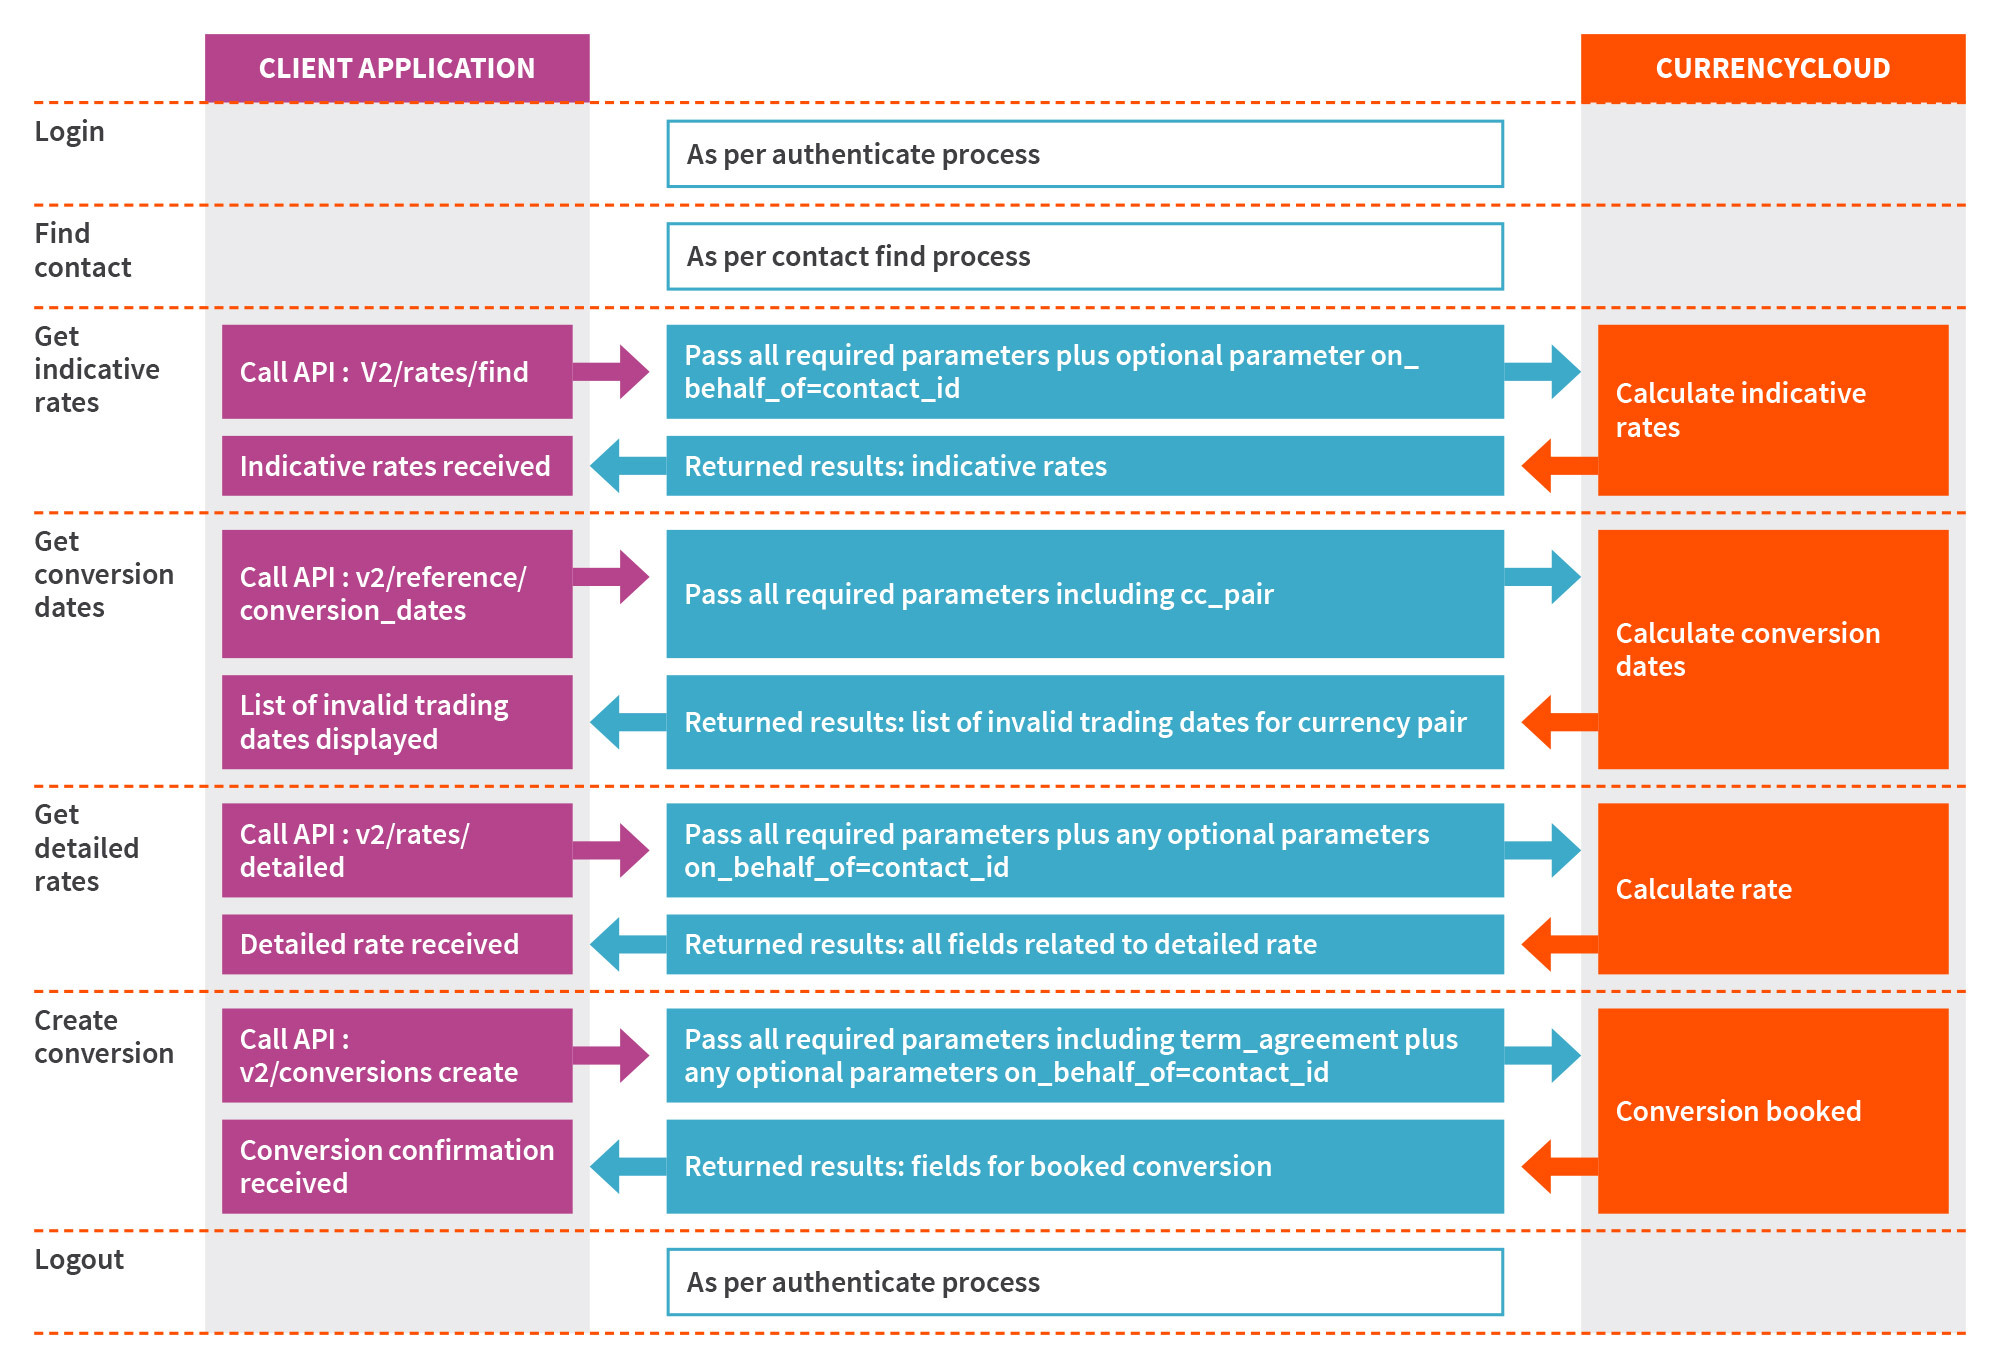 CLIENT APPLICATION
CURRENCYCLOUD
Login
As per authenticate process
Find
contact
As per contact find process
Get
indicative
rates
Call API :  V2/rates/find
Pass all required parameters plus optional parameter on_
behalf_of=contact_id
Calculate indicative
rates
Indicative rates received
Returned results: indicative rates
Get
conversion
dates
Call API : v2/reference/
conversion_dates
Pass all required parameters including cc_pair
Calculate conversion
dates
List of invalid trading
dates displayed
Returned results: list of invalid trading dates for currency pair
Get
detailed
rates
Call API : v2/rates/
detailed
Pass all required parameters plus any optional parameters
on_behalf_of=contact_id
Calculate rate
Detailed rate received
Returned results: all fields related to detailed rate
Create
conversion
Call API :
v2/conversions create
Pass all required parameters including term_agreement plus
any optional parameters on_behalf_of=contact_id
Conversion booked
Conversion confirmation
received
Returned results: fields for booked conversion
Logout
As per authenticate process